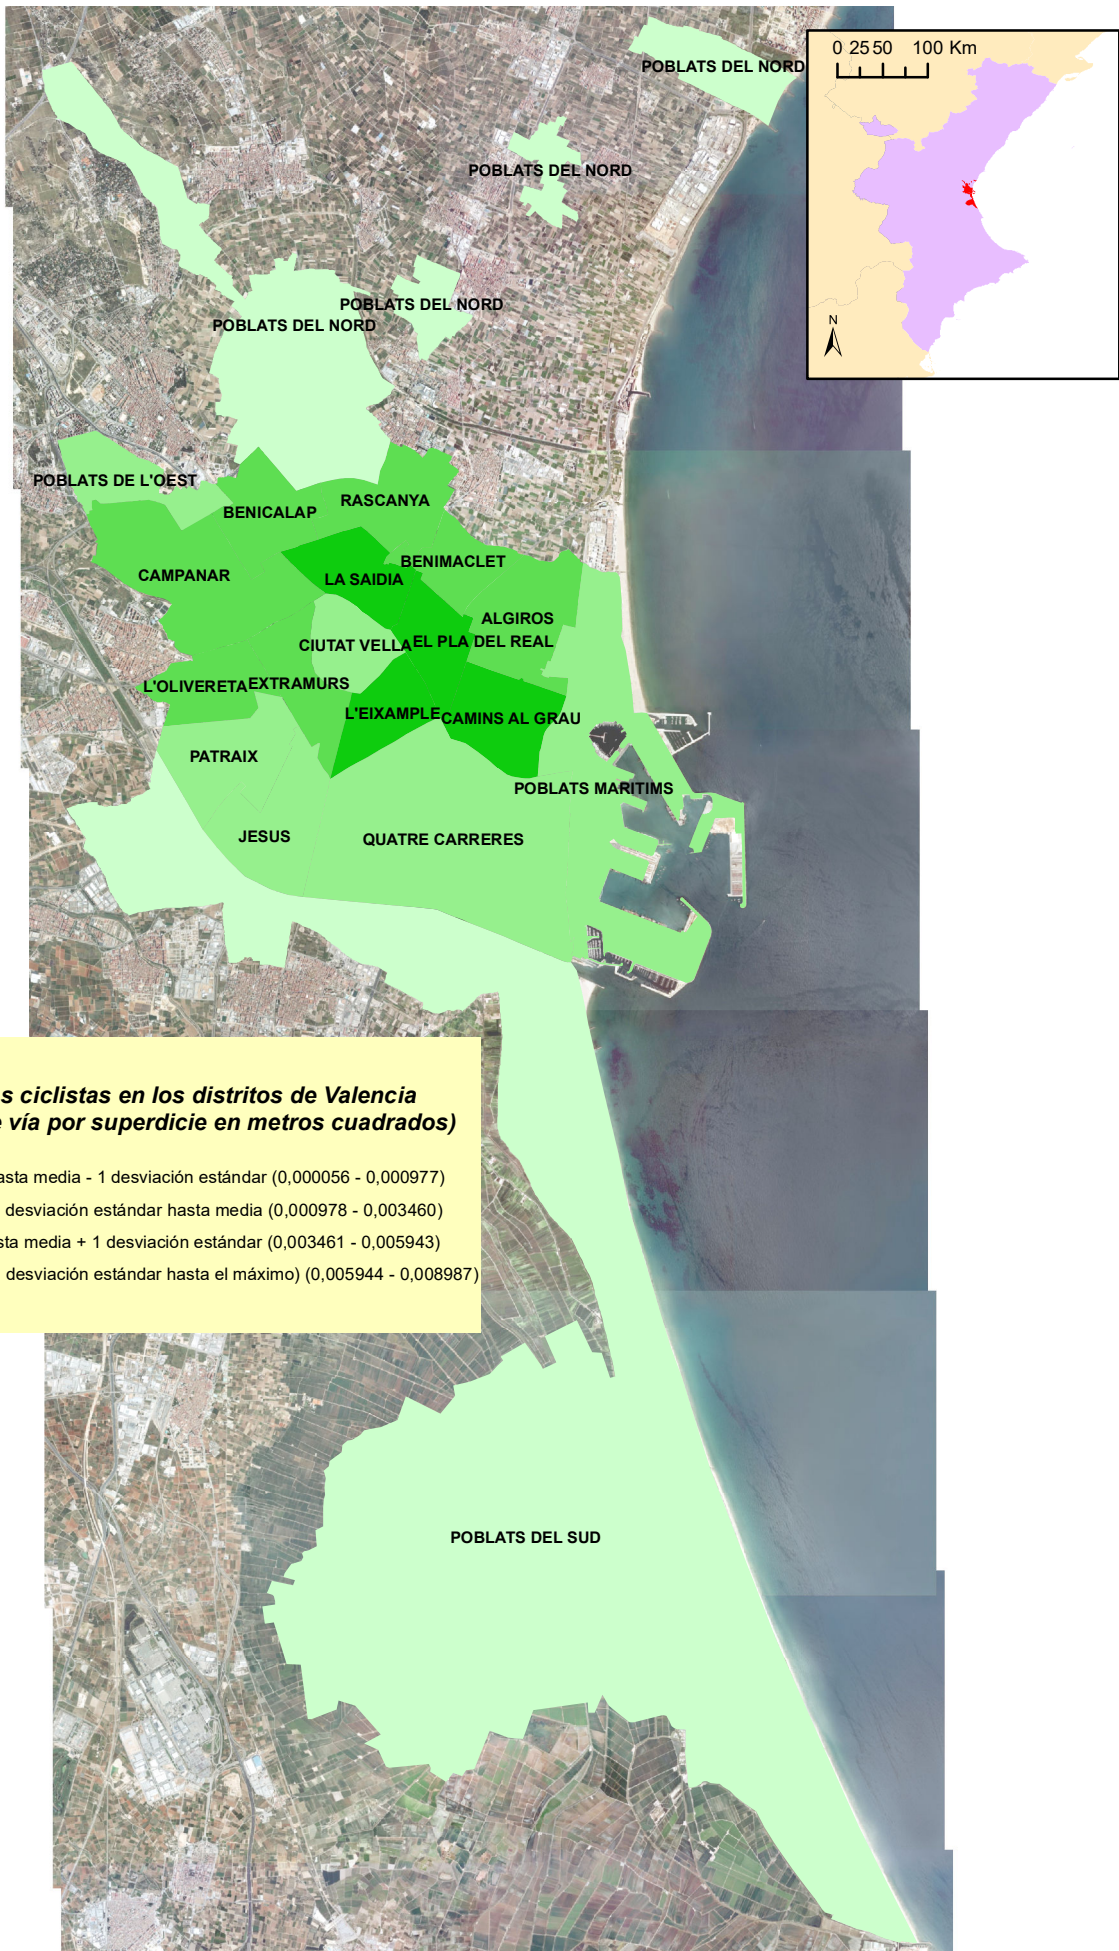 POBLATS DEL NORD
0 25 50 100 Km
POBLATS DEL NORD
POBLATS DEL NORD
POBLATS DEL NORD
N
POBLATS DE L'OEST
RASCANYA
BENICALAP
BENIMACLET
CAMPANAR
LA SAIDIA
ALGIROS
CIUTAT VELLA
EL PLA DEL REAL
L'OLIVERETA
EXTRAMURS
L'EIXAMPLE
CAMINS AL GRAU
PATRAIX
POBLATS MARITIMS
JESUS
QUATRE CARRERES
s ciclistas en los distritos de Valencia
vía por superdicie en metros cuadrados)
asta media - 1 desviación estándar (0,000056 - 0,000977)
desviación estándar hasta media (0,000978 - 0,003460)
sta media + 1 desviación estándar (0,003461 - 0,005943)
desviación estándar hasta el máximo) (0,005944 - 0,008987)
POBLATS DEL SUD